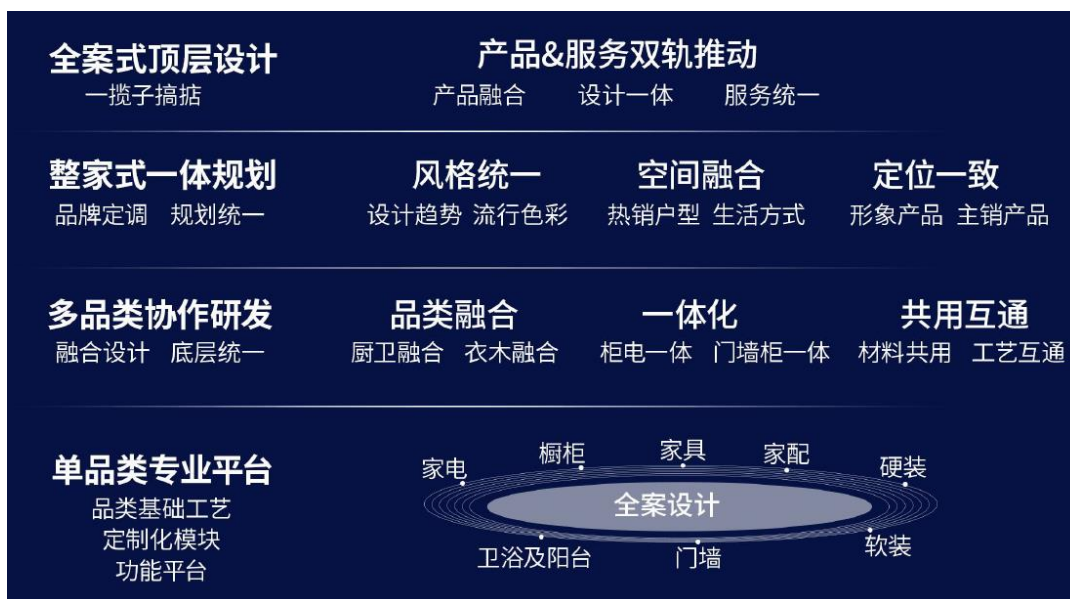 全案式顶层设计
一揽子搞掂
产品&服务双轨推动
产品融合 设计一体 服务统一
整家式一体规划
品牌定调 规划统一
风格统一
设计趋势 流行色彩
空间融合
热销户型 生活方式
定位一致
形象产品 主销产品
多品类协作研发
融合设计 底层统一
品类融合
厨卫融合 衣木融合
一体化
柜电一体 门墙柜一体
共用互通
材料共用 工艺互通
单品类专业平台
品类基础工艺
定制化模块
功能平台
家电 橱柜 家具 家配 硬装
全案设计
卫浴及阳台 门墙 软装